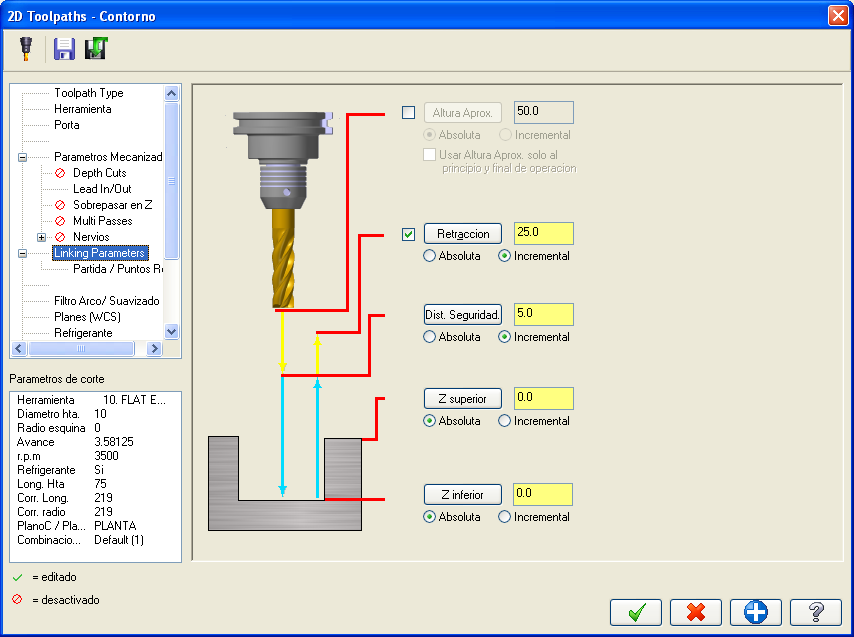 2D Toolpaths - Contorno
Toolpath Type
Herramienta
Porta
Parametros Mecanizad
Depth Cuts
Lead In/Out
Sobrepasar en Z
Multi Passes
Nervios
Linking Parameters
Partida / Puntos Re
Filtro Arco/ Suavizado
Planes (WCS)
Refrigerante
Parametros de corte
Herramienta 10. FLAT E...
Diametro hta. 10
Radio esquina 0
Avance 3.58125
r.p.m 3500
Refrigerante Si
Long. Hta 75
Corr. Long. 219
Corr. radio 219
PlanoC / Pla... PLANTA
Combinacio... Default (1)
= editado
= desactivado
Altura Aprox. 50.0
Absoluta Incremental
Usar Altura Aprox. solo al
principio y final de operacion
Retraccion 25.0
Absoluta Incremental
Dist. Seguridad. 5.0
Absoluta Incremental
Z superior 0.0
Absoluta Incremental
Z inferior 0.0
Absoluta Incremental